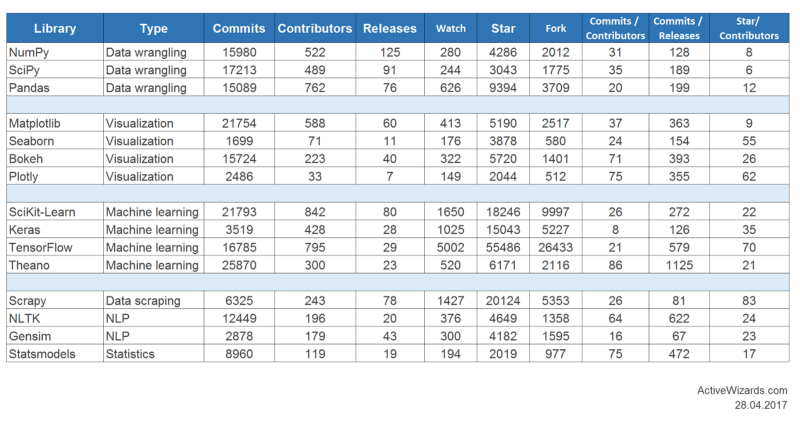 Library Type Commits Contributors Releases Watch Star Fork Commits / Contributors Commits / Releases Star/ Contributors
NumPy Data wrangling 15980 522 125 280 4286 2012 31 128 8
SciPy Data wrangling 17213 489 91 244 3043 1775 35 189 6
Pandas Data wrangling 15089 762 76 626 9394 3709 20 199 12
Matplotlib Visualization 21754 588 60 413 5190 2517 37 363 9
Seaborn Visualization 1699 71 11 176 3878 580 24 154 55
Bokeh Visualization 15724 223 40 322 5720 1401 71 393 26
Plotly Visualization 2486 33 7 149 2044 512 75 355 62
SciKit-Learn Machine learning 21793 842 80 1650 18246 9997 26 272 22
Keras Machine learning 3519 428 28 1025 15043 5227 8 126 35
TensorFlow Machine learning 16785 795 29 5002 55486 26433 21 579 70
Theano Machine learning 25870 300 23 520 6171 2116 86 1125 21
Scrapy Data scraping 6325 243 78 1427 20124 5353 26 81 83
NLTK NLP 12449 196 20 376 4649 1358 64 622 24
Gensim NLP 2878 179 43 300 4182 1595 16 67 23
Statsmodels Statistics 8960 119 19 194 2019 977 75 472 17
ActiveWizards.com
28.04.2017